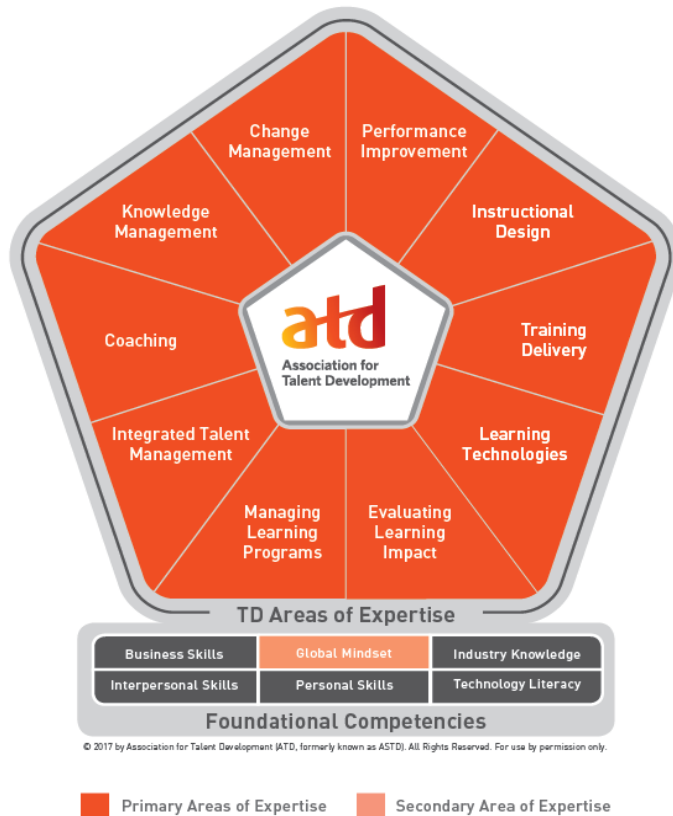 Change
Management
Performance
Improvement
Knowledge
Management
Instructional
Design
Coaching
atd
Association for
Talent Development
Training
Delivery
Integrated Talent
Management
Learning
Technologies
Managing
Learning
Programs
Evaluating
Learning
Impact
TD Areas of Expertise
Business Skills
Global Mindset
Industry Knowledge
Interpersonal Skills
Personal Skills
Technology Literacy
Foundational Competencies
© 2017 by Association for Talent Development (ATD, formerly known as ASTD). All Rights Reserved. For use by permission only.
Primary Areas of Expertise
Secondary Area of Expertise